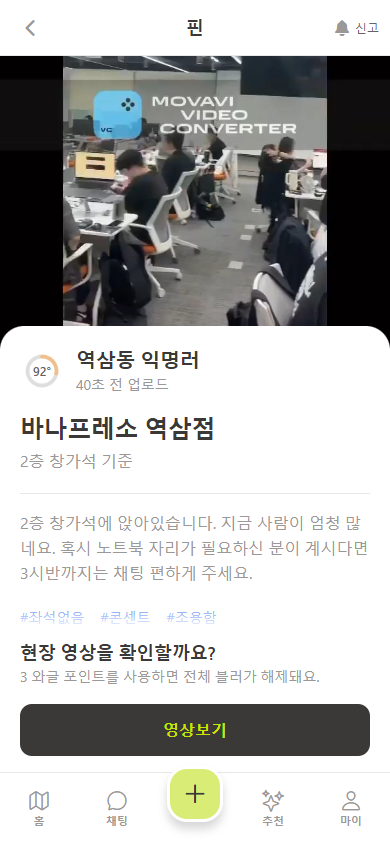 핀
신고
MOVAVI
VIDEO
CONVERTER
92°
역삼동 익명러
40초 전 업로드
바나프레소 역삼점
2층 창가석 기준
2층 창가석에 앉아있습니다. 지금 사람이 엄청 많
네요. 혹시 노트북 자리가 필요하신 분이 계시다면
3시반까지는 채팅 편하게 주세요.
#좌석없음 #콘센트 #조용함
현장 영상을 확인할까요?
3 와글 포인트를 사용하면 전체 블러가 해제돼요.
영상보기
홈
채팅
추천
마이